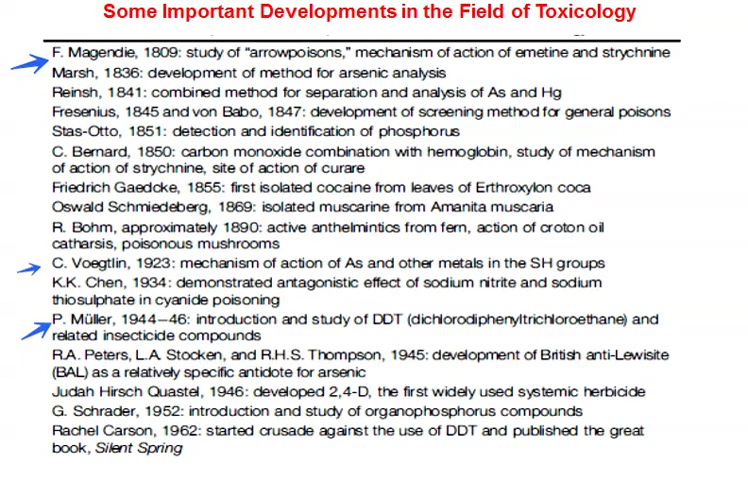 Some Important Developments in the Field of Toxicology
F. Magendie, 1809: study of “arrowpoisons,” mechanism of action of emetine and strychnine
Marsh, 1836: development of method for arsenic analysis
Reinsh, 1841: combined method for separation and analysis of As and Hg
Fresenius, 1845 and von Babo, 1847: development of screening method for general poisons
Stas-Otto, 1851: detection and identification of phosphorus
C. Bernard, 1850: carbon monoxide combination with hemoglobin, study of mechanism
of action of strychnine, site of action of curare
Friedrich Gaedcke, 1855: first isolated cocaine from leaves of Erthroxylon coca
Oswald Schmiedeberg, 1869: isolated muscarine from Amanita muscaria
R. Bohm, approximately 1890: active anthelmintics from fern, action of croton oil
catharsis, poisonous mushrooms
C. Voegtlin, 1923: mechanism of action of As and other metals in the SH groups
K.K. Chen, 1934: demonstrated antagonistic effect of sodium nitrite and sodium
thiosulphate in cyanide poisoning
P. Müller, 1944–46: introduction and study of DDT (dichlorodiphenyltrichloroethane) and
related insecticide compounds
R.A. Peters, L.A. Stocken, and R.H.S. Thompson, 1945: development of British anti-Lewisite
(BAL) as a relatively specific antidote for arsenic
Judah Hirsch Quastel, 1946: developed 2,4-D, the first widely used systemic herbicide
G. Schrader, 1952: introduction and study of organophosphorus compounds
Rachel Carson, 1962: started crusade against the use of DDT and published the great
book, Silent Spring